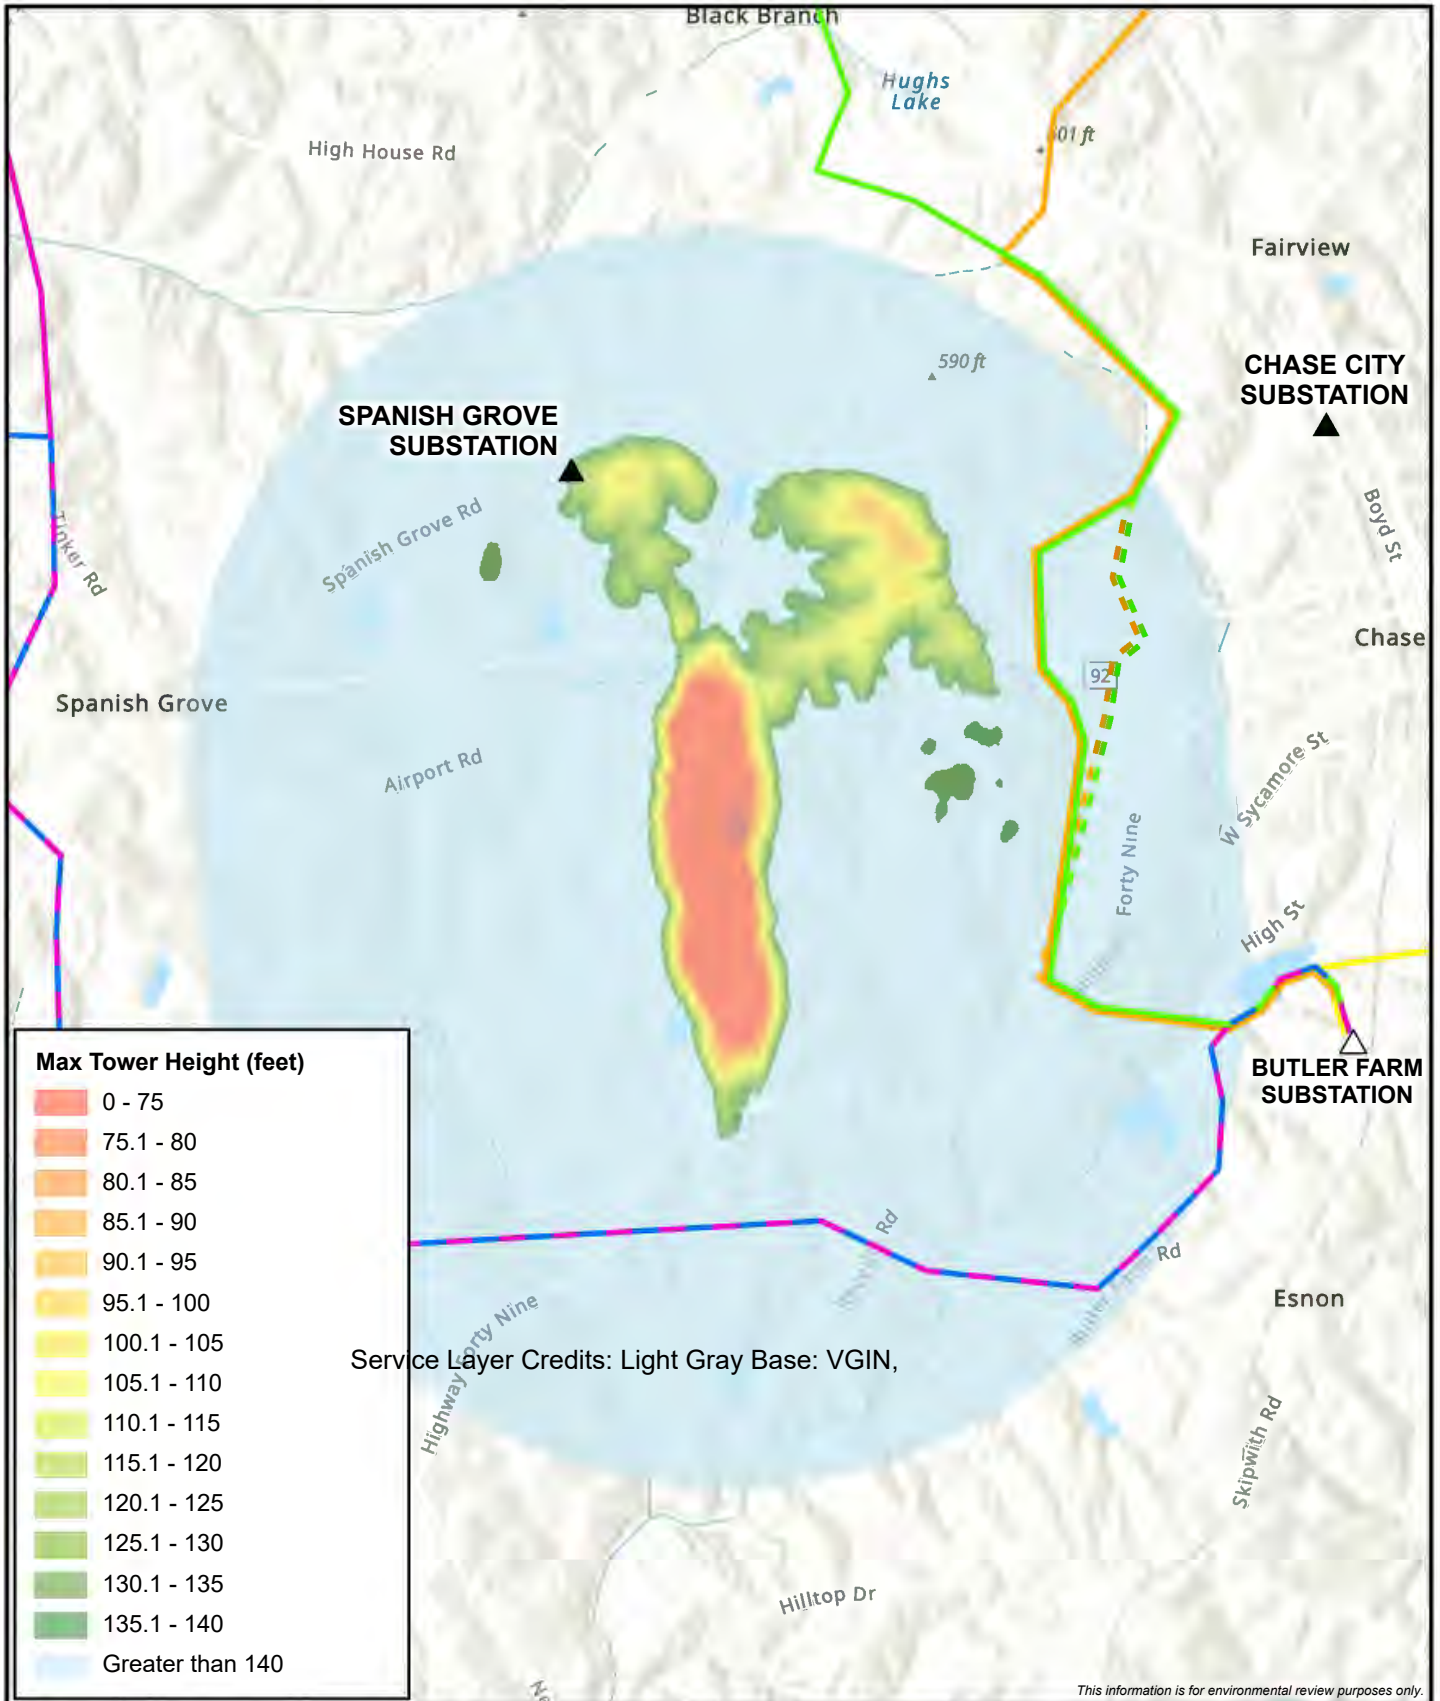 Black Branch
Hughs
Lake
01 ft
High House Rd
Fairview
590 ft
CHASE CITY
SUBSTATION
SPANISH GROVE
SUBSTATION
Spanish Grove Rd
Boyd St
Tinker Rd
Chase
92
Spanish Grove
Airport Rd
W Sycamore St
Forty Nine
High St
BUTLER FARM
SUBSTATION
Max Tower Height (feet)
0 - 75
75.1 - 80
80.1 - 85
85.1 - 90
90.1 - 95
95.1 - 100
100.1 - 105
105.1 - 110
110.1 - 115
115.1 - 120
120.1 - 125
125.1 - 130
130.1 - 135
135.1 - 140
Greater than 140
Rd
Rd
Esnon
Highway Forty Nine
Service Layer Credits: Light Gray Base: VGIN,
Skipwith Rd
Hilltop Dr
This information is for environmental review purposes only.